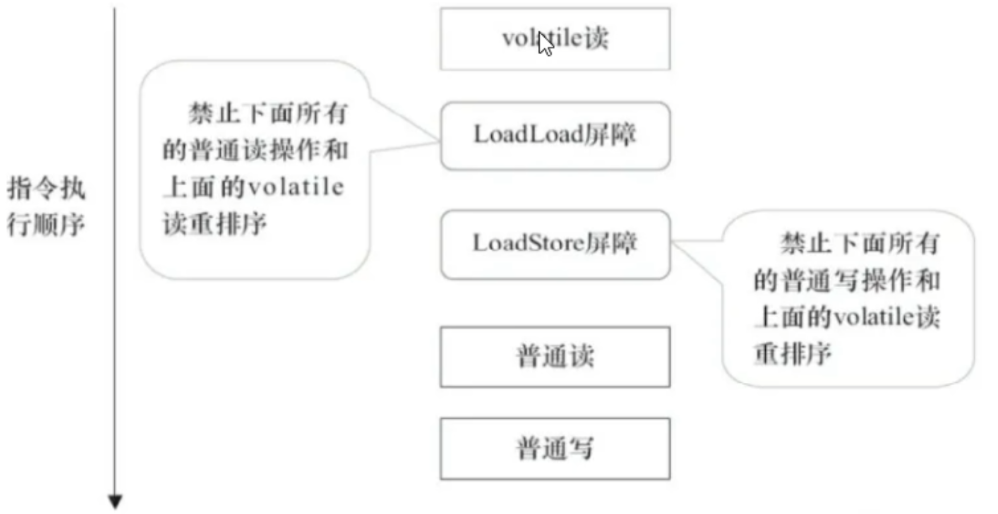 volatile读
禁止下面所有
的普通读操作和
上面的volatile
读重排序
LoadLoad屏障
指令执
行顺序
LoadStore屏障
禁止下面所有
的普通写操作和
上面的volatile读
重排序
普通读
普通写